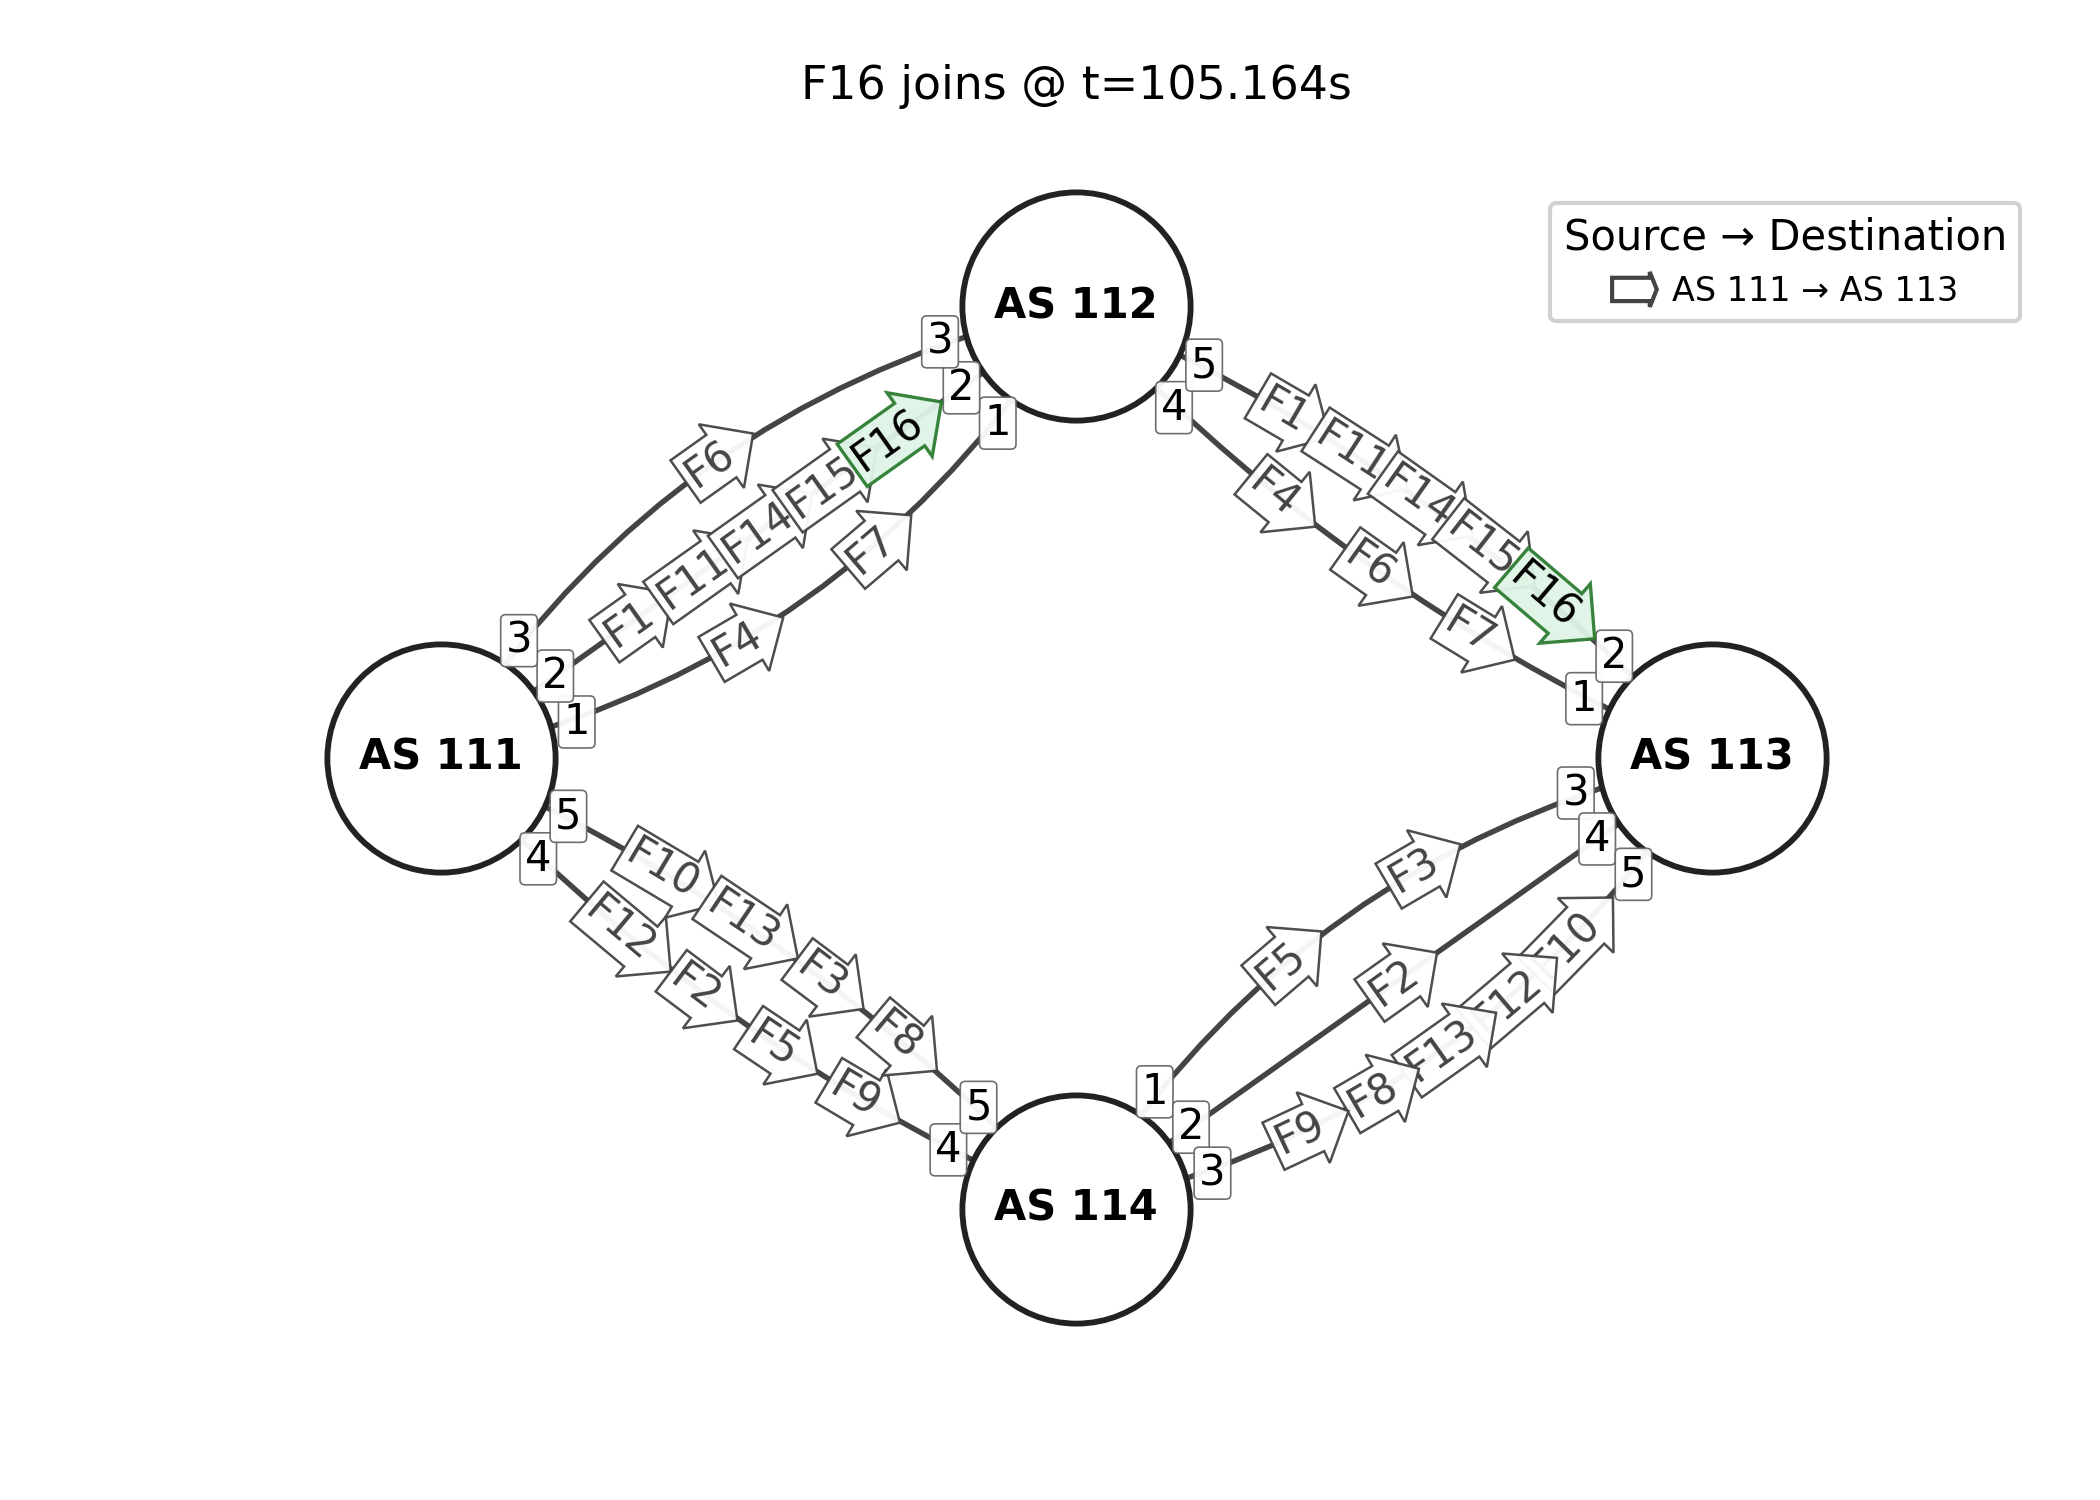 F16 joins @ t=105.164s
Source → Destination
AS 111 → AS 113
AS 112
3
2
1
5
4
F6
F1
F11
F14
F15
F16
F4
F7
F1
F11
F14
F15
F16
F4
F6
F7
3
2
1
2
1
AS 111
AS 113
5
4
3
4
5
F10
F13
F3
F8
F12
F2
F5
F9
F5
F3
F2
F9
F8
F13
F12
F10
5
4
1
2
3
AS 114